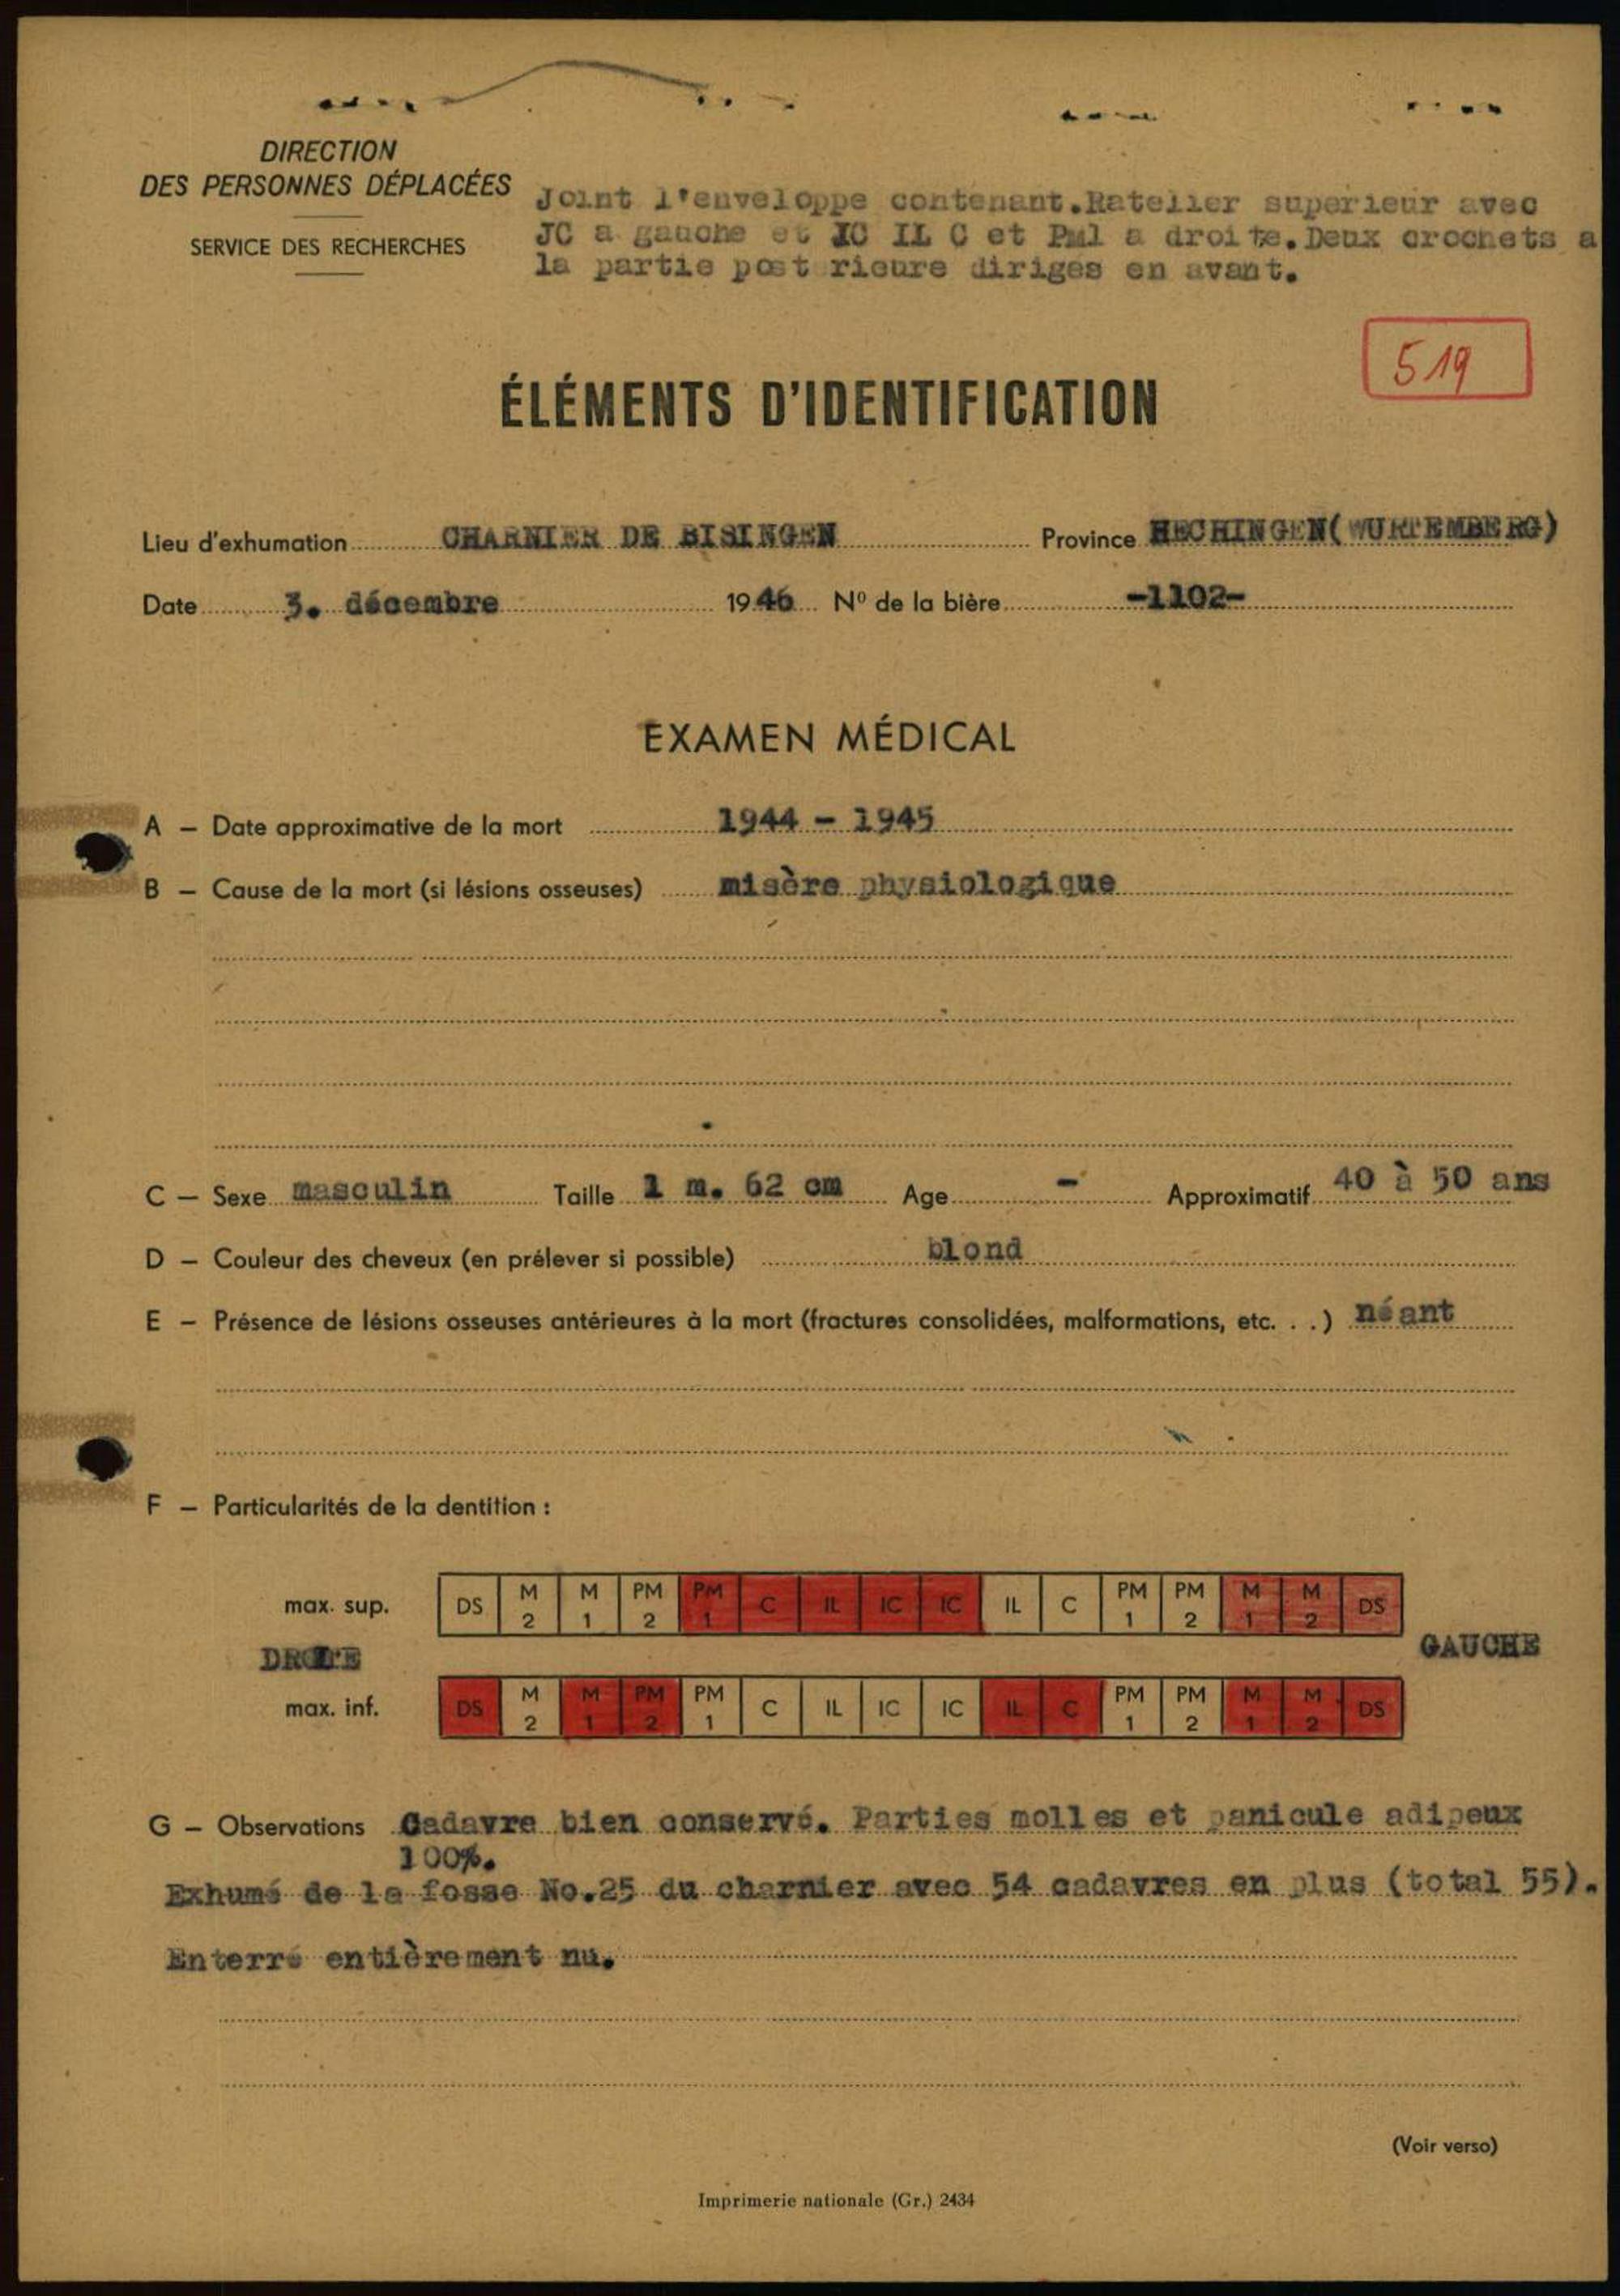 DIRECTION
DES PERSONNES DÉPLACÉES
SERVICE DES RECHERCHES
Joint l'enveloppe contenant.Ratelier superieur avec
JC a gauche et IC IL C et Pml a droite.Deux crochets a
la partie post rieure diriges en avant.
519
ÉLÉMENTS D'IDENTIFICATION
Lieu d'exhumation CHARNIER DE BISINGEN Province HECHINGEN(WURTEMBERG)
Date 3. décembre 1946 Nº de la bière -1102-
EXAMEN MÉDICAL
A – Date approximative de la mort 1944 - 1945
B – Cause de la mort (si lésions osseuses) misère physiologique
C – Sexe masculin Taille 1 m. 62 cm Age - Approximatif 40 à 50 ans
D – Couleur des cheveux (en prélever si possible) blond
E – Présence de lésions osseuses antérieures à la mort (fractures consolidées, malformations, etc. . .) néant
F – Particularités de la dentition :
max. sup. DS M 2 M 1 PM 2 PM 1 C IL IC IC IL C PM 1 PM 2 M 1 M 2 DS
DROITE GAUCHE
max. inf. DS M 2 M 1 PM 2 PM 1 C IL IC IC IL C PM 1 PM 2 M 1 M 2 DS
G – Observations Cadavre bien conservé. Parties molles et panicule adipeux
100%.
Exhumé de la fosse No.25 du charnier avec 54 cadavres en plus (total 55).
Enterré entièrement nu.
(Voir verso)
Imprimerie nationale (Gr.) 2434